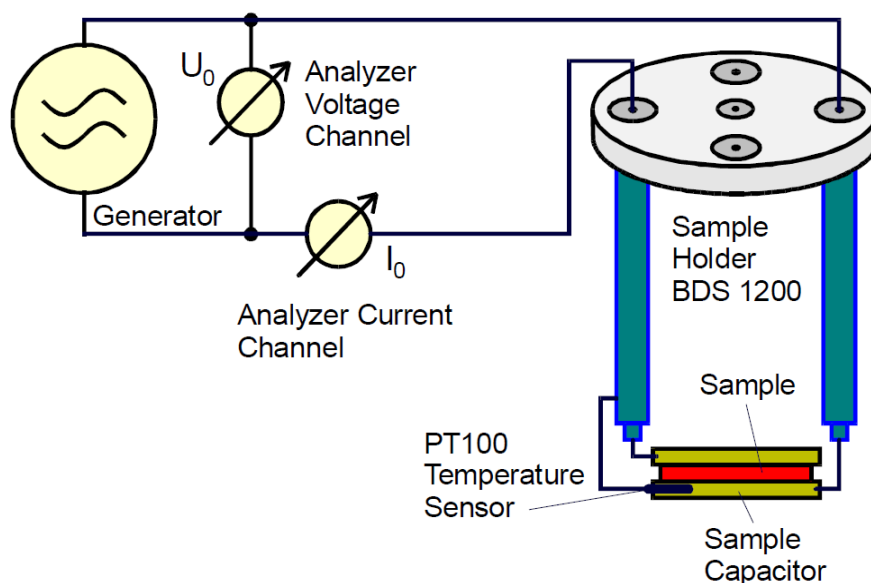 U0
Analyzer
Voltage
Channel
Generator
I0
Analyzer Current
Channel
Sample
Holder
BDS 1200
Sample
PT100
Temperature
Sensor
Sample
Capacitor